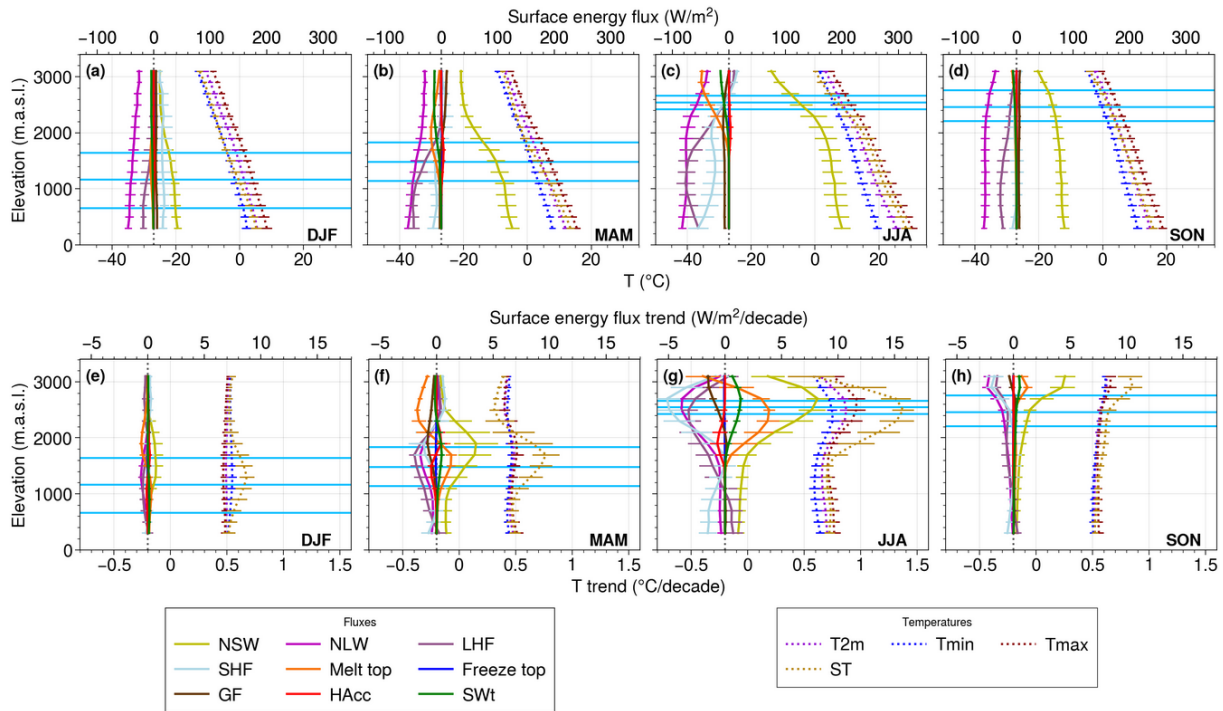 Surface energy flux (W/m²)
−100 0 100 200 300
−100 0 100 200 300
−100 0 100 200 300
−100 0 100 200 300
(a) (b) (c) (d)
Elevation (m.a.s.l.)
3000
2000
1000
0
DJF MAM JJA SON
−40 −20 0 20
−40 −20 0 20
−20 0 20
−40 −20 0 20
T (°C)
Surface energy flux trend (W/m²/decade)
−5 0 5 10 15
−5 0 5 10 15
−5 0 5 10 15
−5 0 5 10 15
(e) (f) (g) (h)
Elevation (m.a.s.l.)
3000
2000
1000
0
DJF MAM JJA SON
−0.5 0 0.5 1 1.5
−0.5 0 0.5 1 1.5
−0.5 0 0.5 1 1.5
−0.5 0 0.5 1 1.5
T trend (°C/decade)
Fluxes
NSW NLW LHF
SHF Melt top Freeze top
GF HAcc SWt
Temperatures
T2m Tmin Tmax
ST